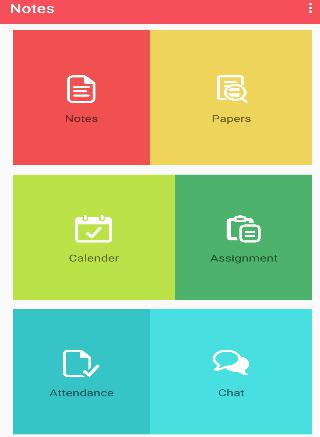 Notes
Notes
Papers
Calender
Assignment
Attendance
Chat